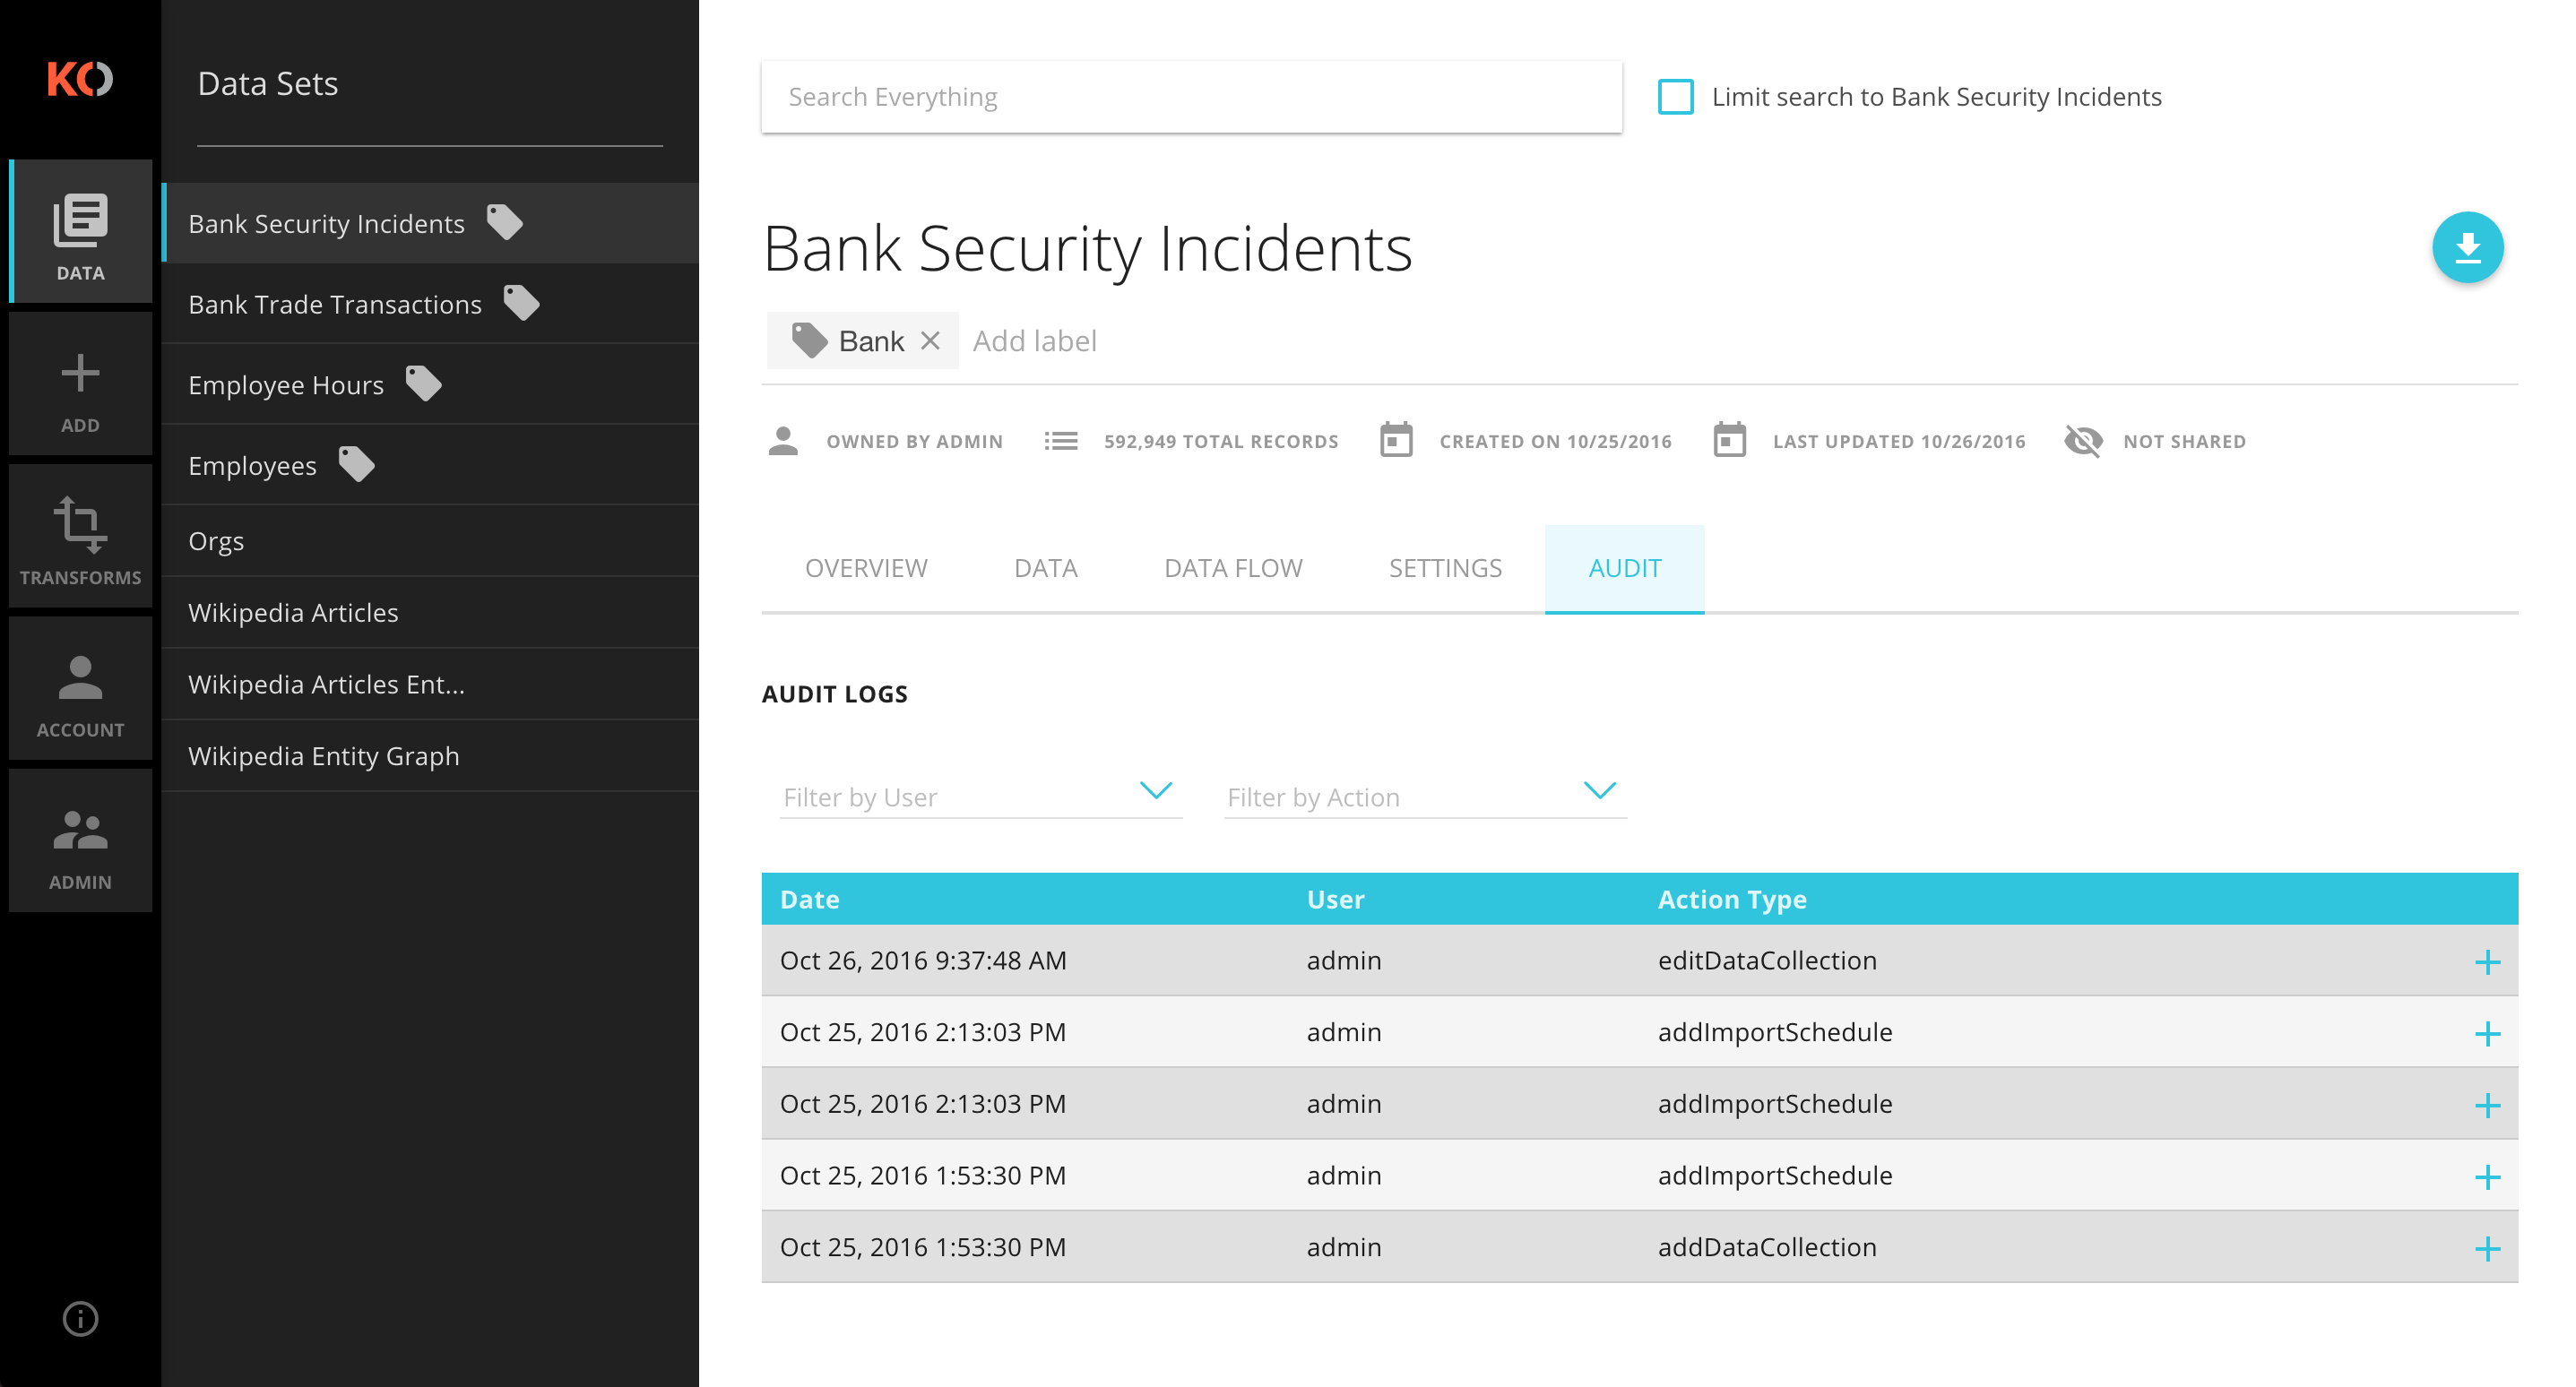 KO
DATA
ADD
TRANSFORMS
ACCOUNT
ADMIN
Data Sets
Bank Security Incidents
Bank Trade Transactions
Employee Hours
Employees
Orgs
Wikipedia Articles
Wikipedia Articles Ent...
Wikipedia Entity Graph
Search Everything
Limit search to Bank Security Incidents
Bank Security Incidents
Bank Add label
OWNED BY ADMIN 592,949 TOTAL RECORDS CREATED ON 10/25/2016 LAST UPDATED 10/26/2016 NOT SHARED
OVERVIEW DATA DATA FLOW SETTINGS AUDIT
AUDIT LOGS
Filter by User Filter by Action
Date User Action Type
Oct 26, 2016 9:37:48 AM admin editDataCollection
Oct 25, 2016 2:13:03 PM admin addImportSchedule
Oct 25, 2016 2:13:03 PM admin addImportSchedule
Oct 25, 2016 1:53:30 PM admin addImportSchedule
Oct 25, 2016 1:53:30 PM admin addDataCollection